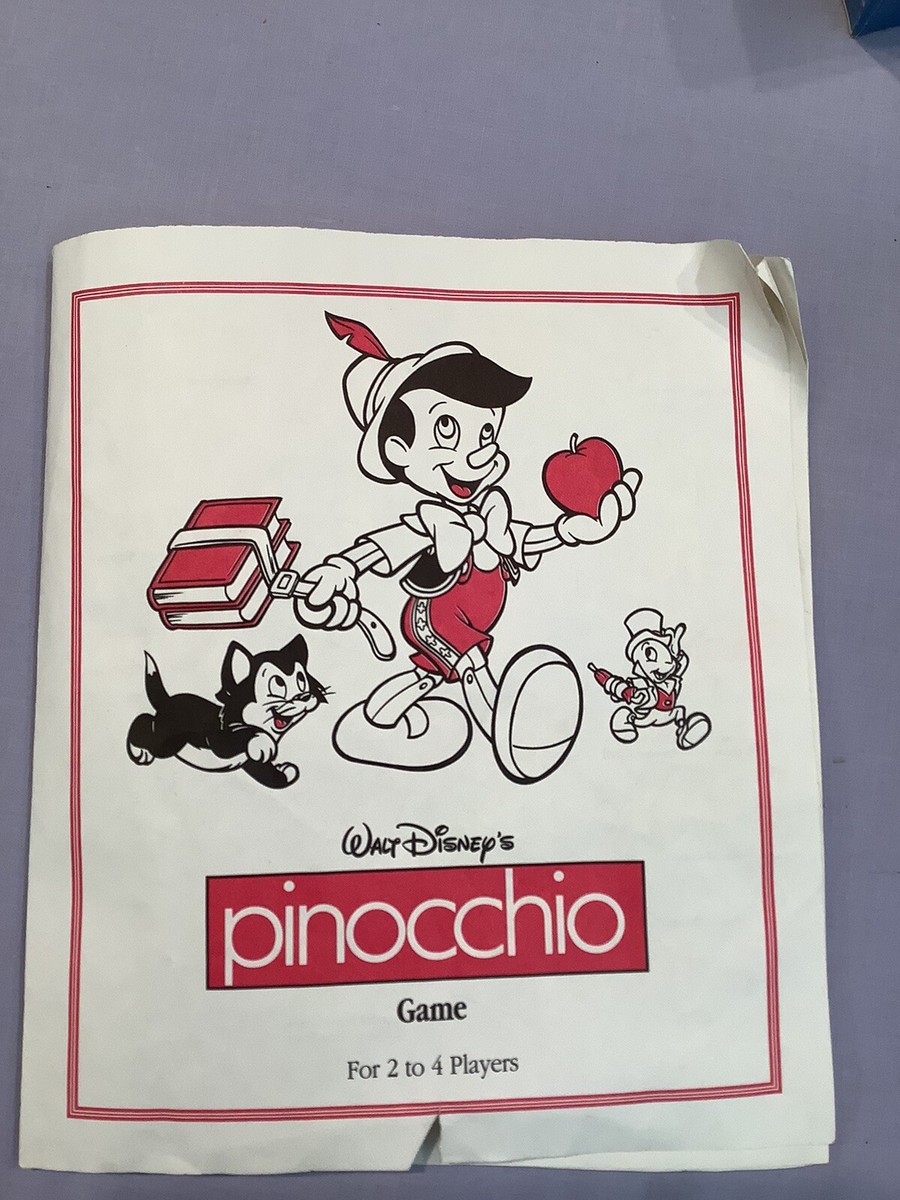 Walt Disney's
pinocchio
Game
For 2 to 4 Players